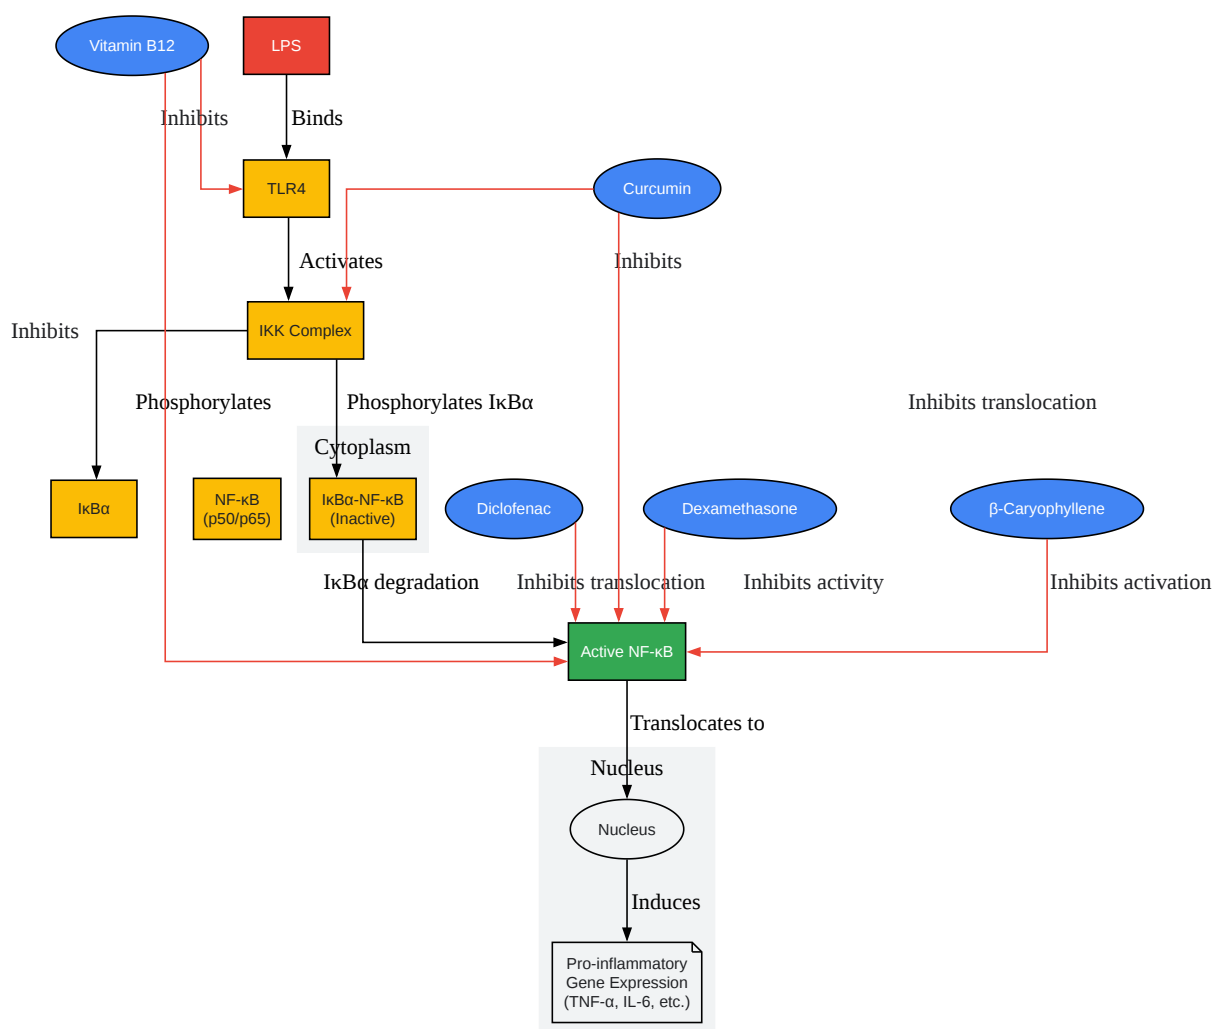 Vitamin B12
LPS
Inhibits
Binds
TLR4
Curcumin
Activates
Inhibits
Inhibits
IKK Complex
Phosphorylates
Phosphorylates IκBα
Inhibits translocation
Cytoplasm
IκBα
NF-κB
(p50/p65)
IκBα-NF-κB
(Inactive)
Diclofenac
Dexamethasone
β-Caryophyllene
IκBα degradation
Inhibits translocation
Inhibits activity
Inhibits activation
Active NF-κB
Translocates to
Nucleus
Nucleus
Induces
Pro-inflammatory
Gene Expression
(TNF-α, IL-6, etc.)